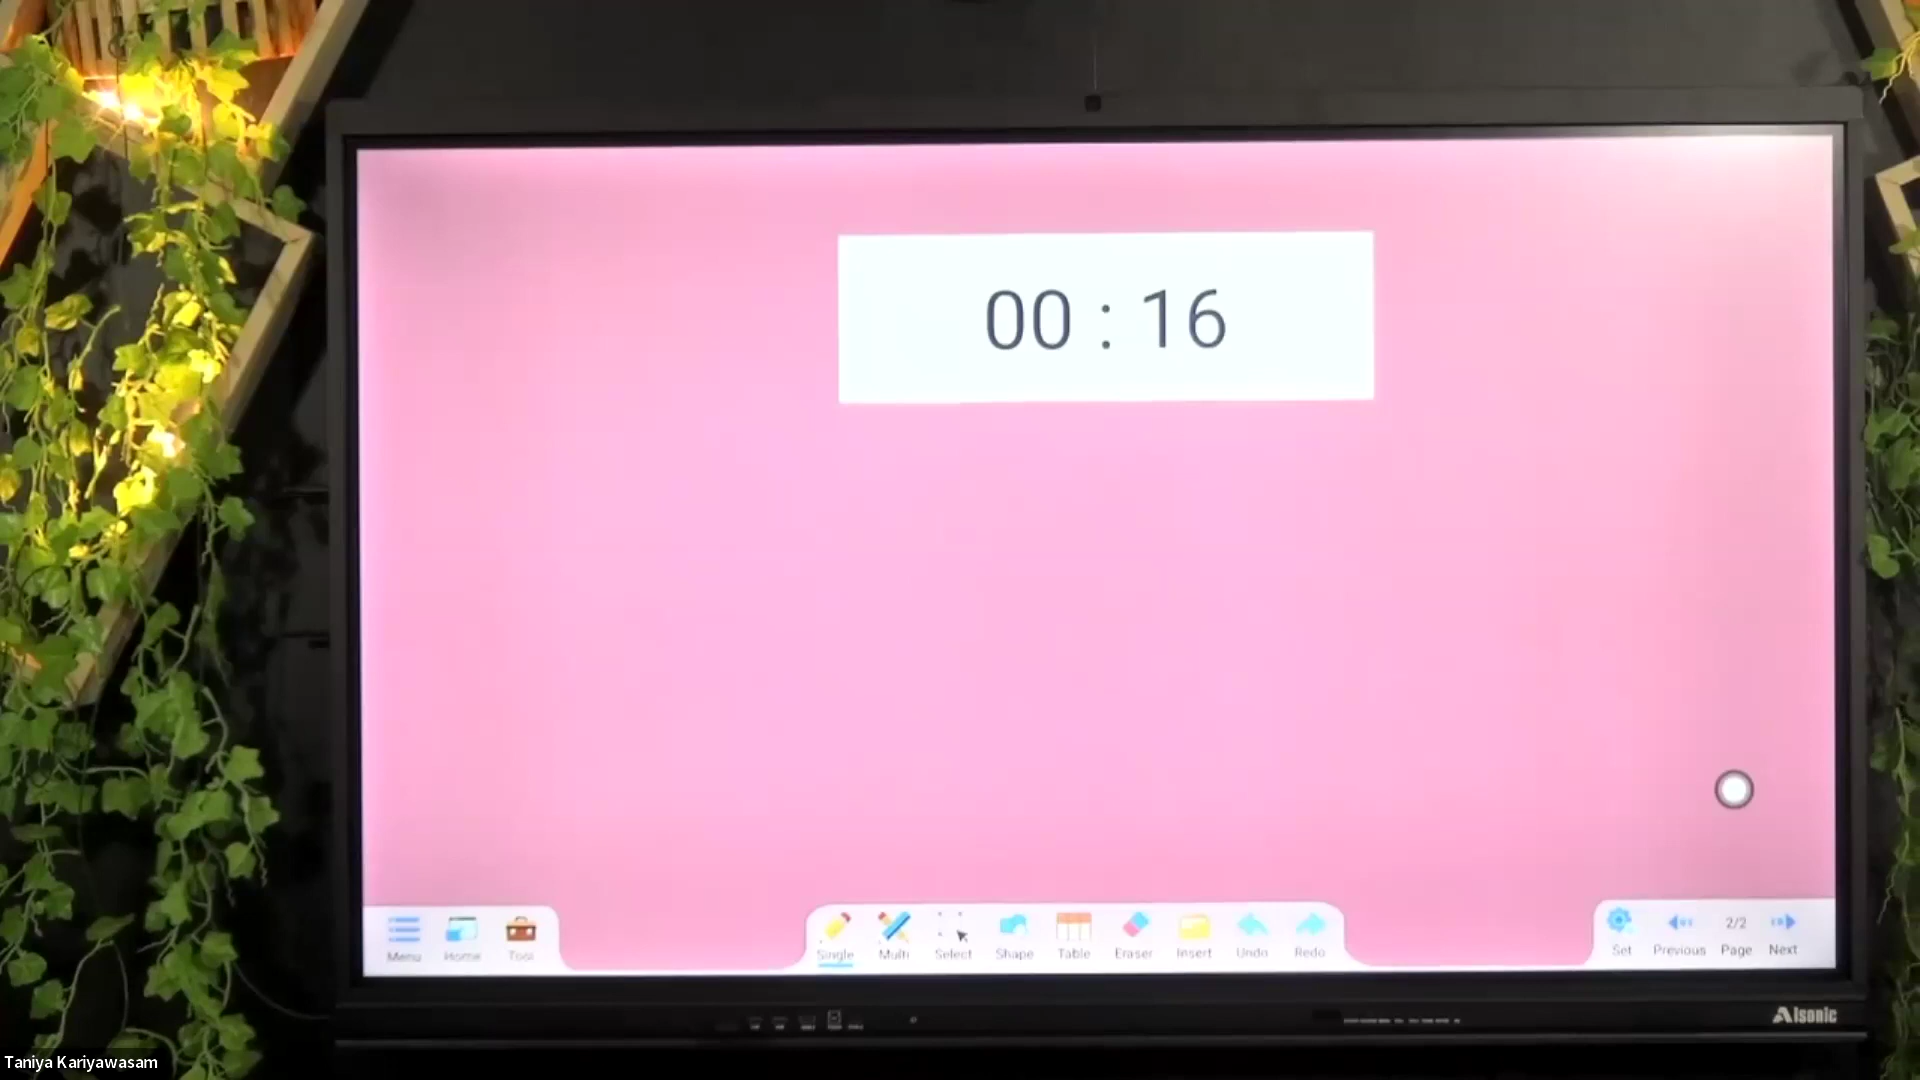 00 : 16
Menu Home Tool
Single Multi Select Shape Table Eraser Insert Undo Redo
Set Previous 2/2 Page Next
Alsonic
Taniya Kariyawasam